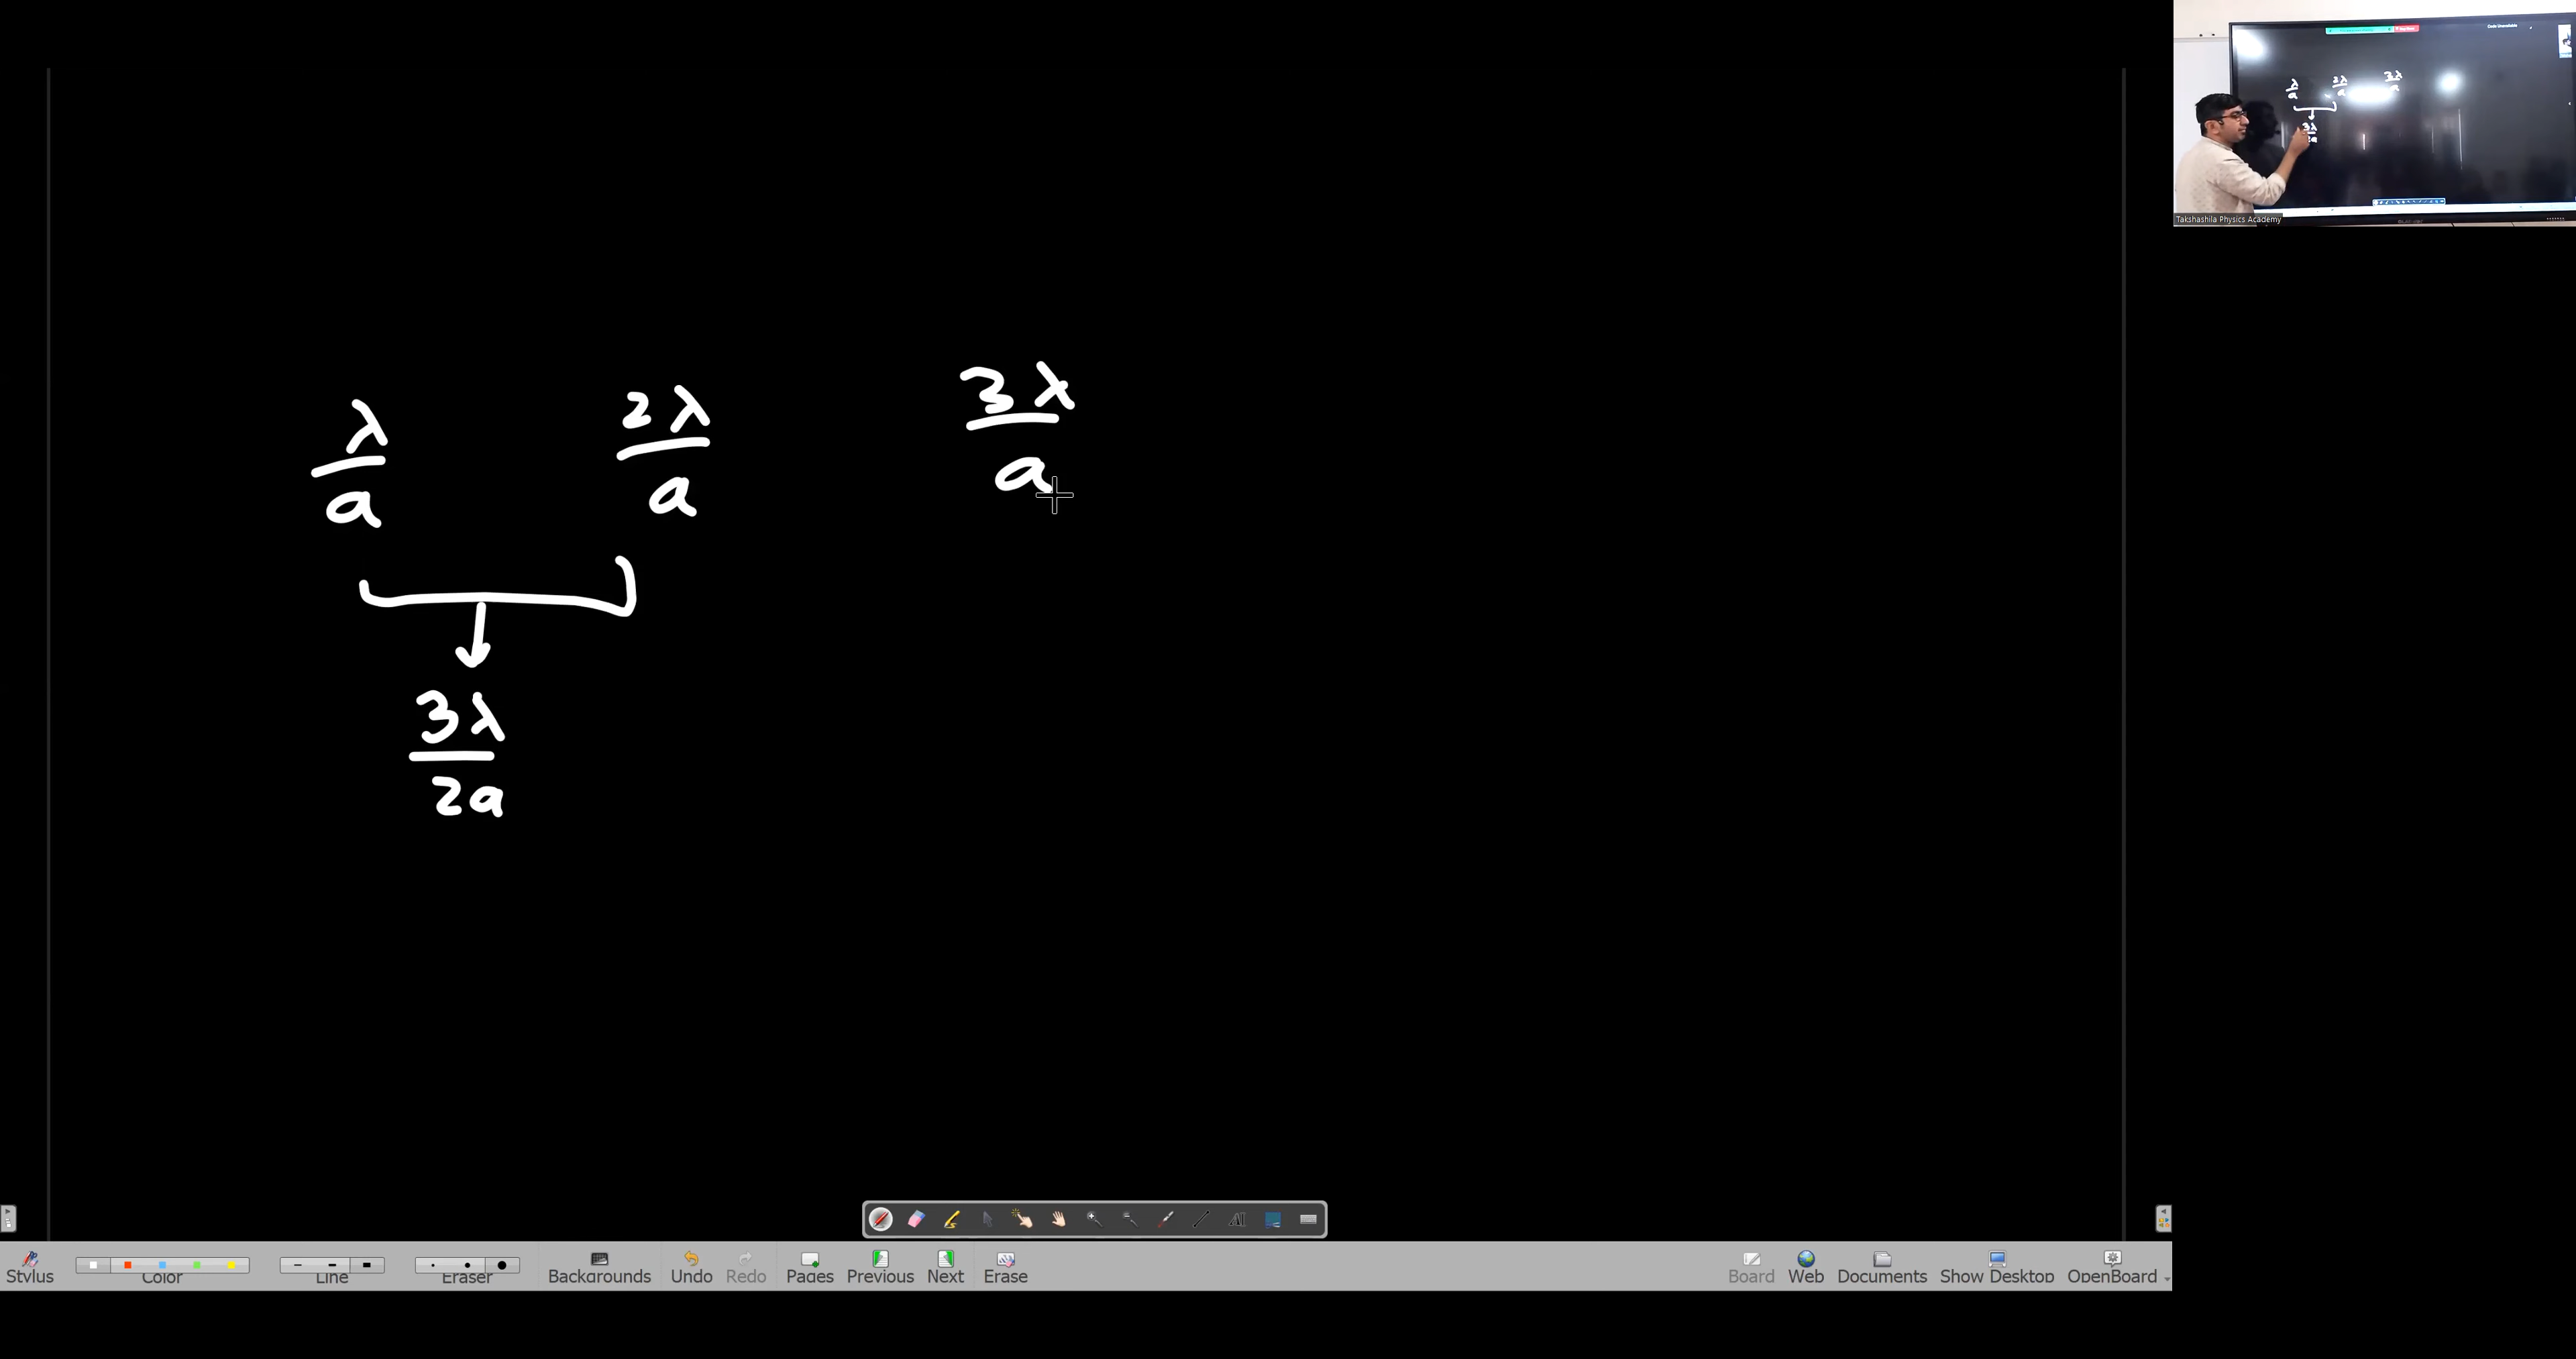 λ/a 2λ/a 3λ/a
3λ/2a
Takshashila Physics Academy
Stylus Color Line Eraser Backgrounds Undo Redo Pages Previous Next Erase Board Web Documents Show Desktop OpenBoard